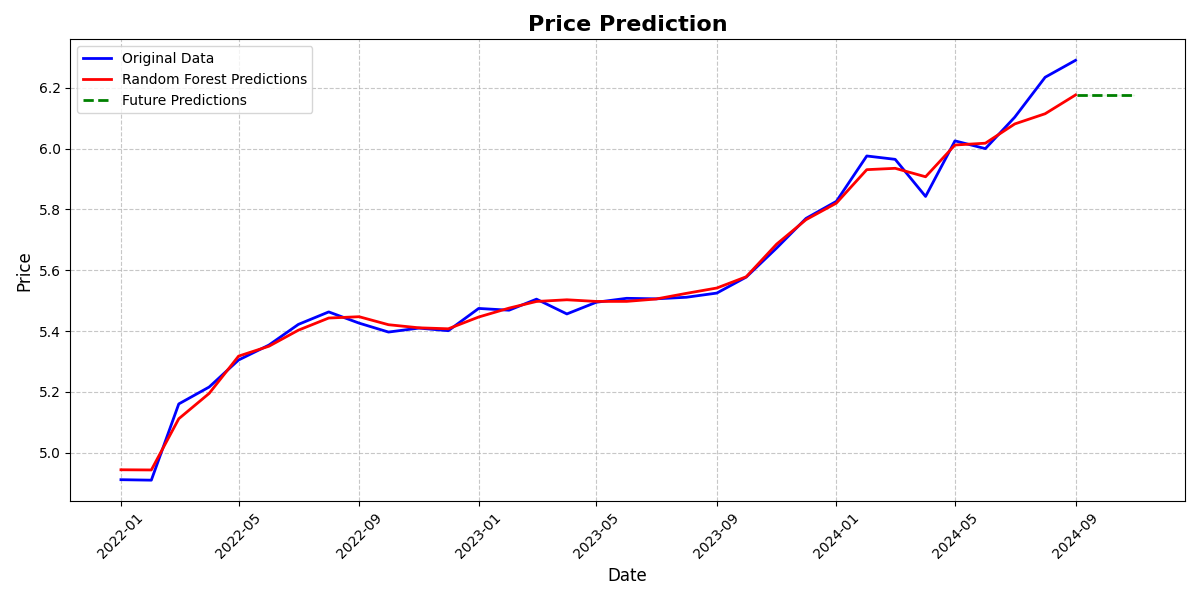 Price Prediction
Original Data
Random Forest Predictions
Future Predictions
Price
6.2
6.0
5.8
5.6
5.4
5.2
5.0
2022-01
2022-05
2022-09
2023-01
2023-05
2023-09
2024-01
2024-05
2024-09
Date